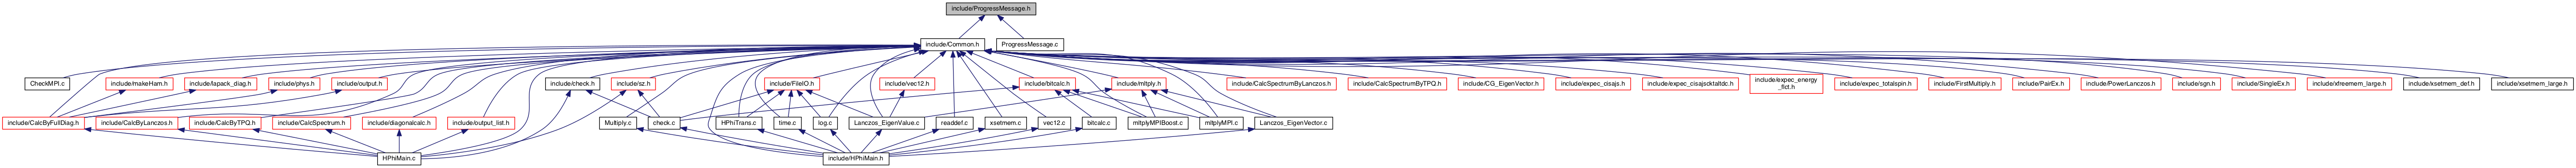 include/ProgressMessage.h
include/Common.h
ProgressMessage.c
CheckMPI.c
include/makeHam.h
include/lapack_diag.h
include/phys.h
include/output.h
include/check.h
include/sz.h
include/FileIO.h
include/vec12.h
include/bitcalc.h
include/mltply.h
include/CalcSpectrumByLanczos.h
include/CalcSpectrumByTPQ.h
include/CG_EigenVector.h
include/expec_cisajs.h
include/expec_cisajscktaltdc.h
include/expec_energy
_flct.h
include/expec_totalspin.h
include/FirstMultiply.h
include/PairEx.h
include/PowerLanczos.h
include/sgn.h
include/SingleEx.h
include/xfreemem_large.h
include/xsetmem_def.h
include/xsetmem_large.h
include/CalcByFullDiag.h
include/CalcByLanczos.h
include/CalcByTPQ.h
include/CalcSpectrum.h
include/diagonalcalc.h
include/output_list.h
Multiply.c
check.c
HPhiTrans.c
time.c
log.c
Lanczos_EigenValue.c
readdef.c
xsetmem.c
vec12.c
bitcalc.c
mltplyMPIBoost.c
mltplyMPI.c
Lanczos_EigenVector.c
HPhiMain.c
include/HPhiMain.h